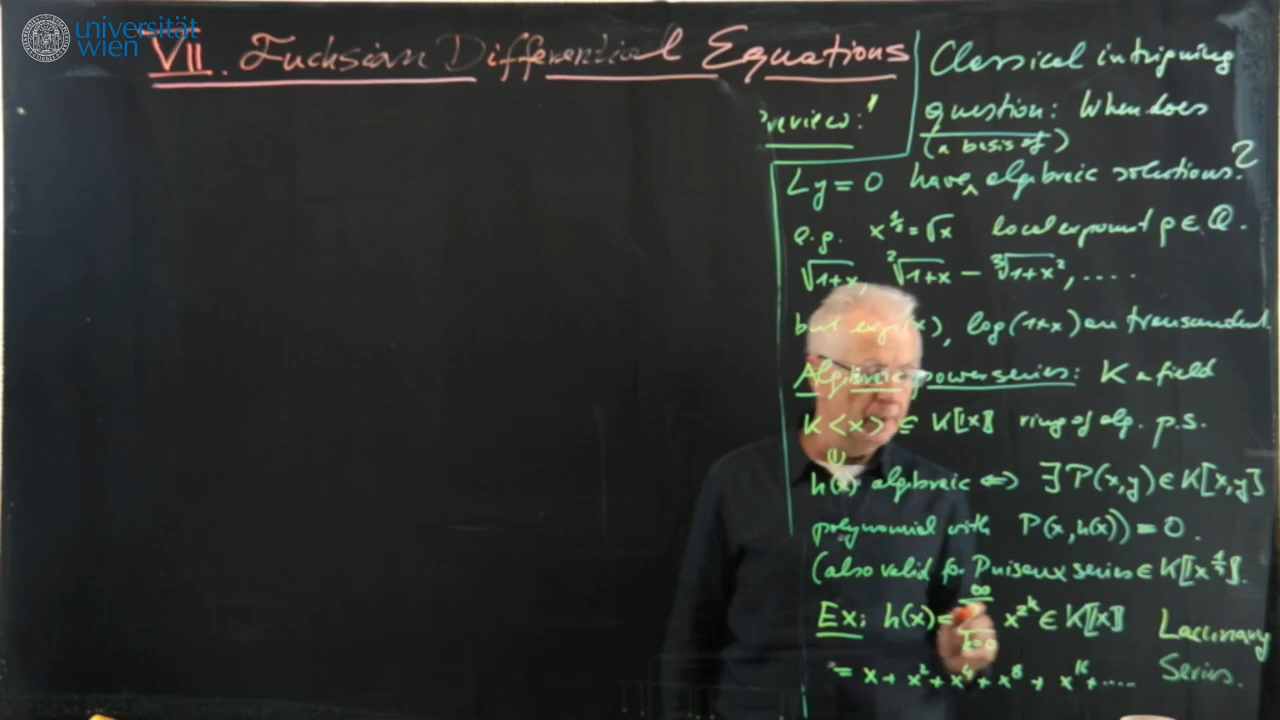 universität
wien
VII. Fuchsian Differential Equations
Preview:
Classical intriguing
question: When does
(a basis of)
Ly = 0 have algebraic solutions?
e.g. x^{1/2} = √x local exponent ρ ∈ ℚ.
√1+x, ²√1+x − ³√1+x², ....
but exp(x), log(1+x) are transcendent
Algebraic power series: K a field
K<x> ⊆ K[[x]] ring of alg. p.s.
h(x) algebraic ⇔ ∃ P(x,y) ∈ K[x,y]
polynomial with P(x,h(x)) = 0.
(also valid for Puiseux series ∈ K[[x^{1/ }]].
Ex: h(x) = ∑_{k=0}^∞ x^{2^k} ∈ K[[x]] Lacunary
= x + x² + x⁴ + x⁸ + x¹⁶ + .... Series.